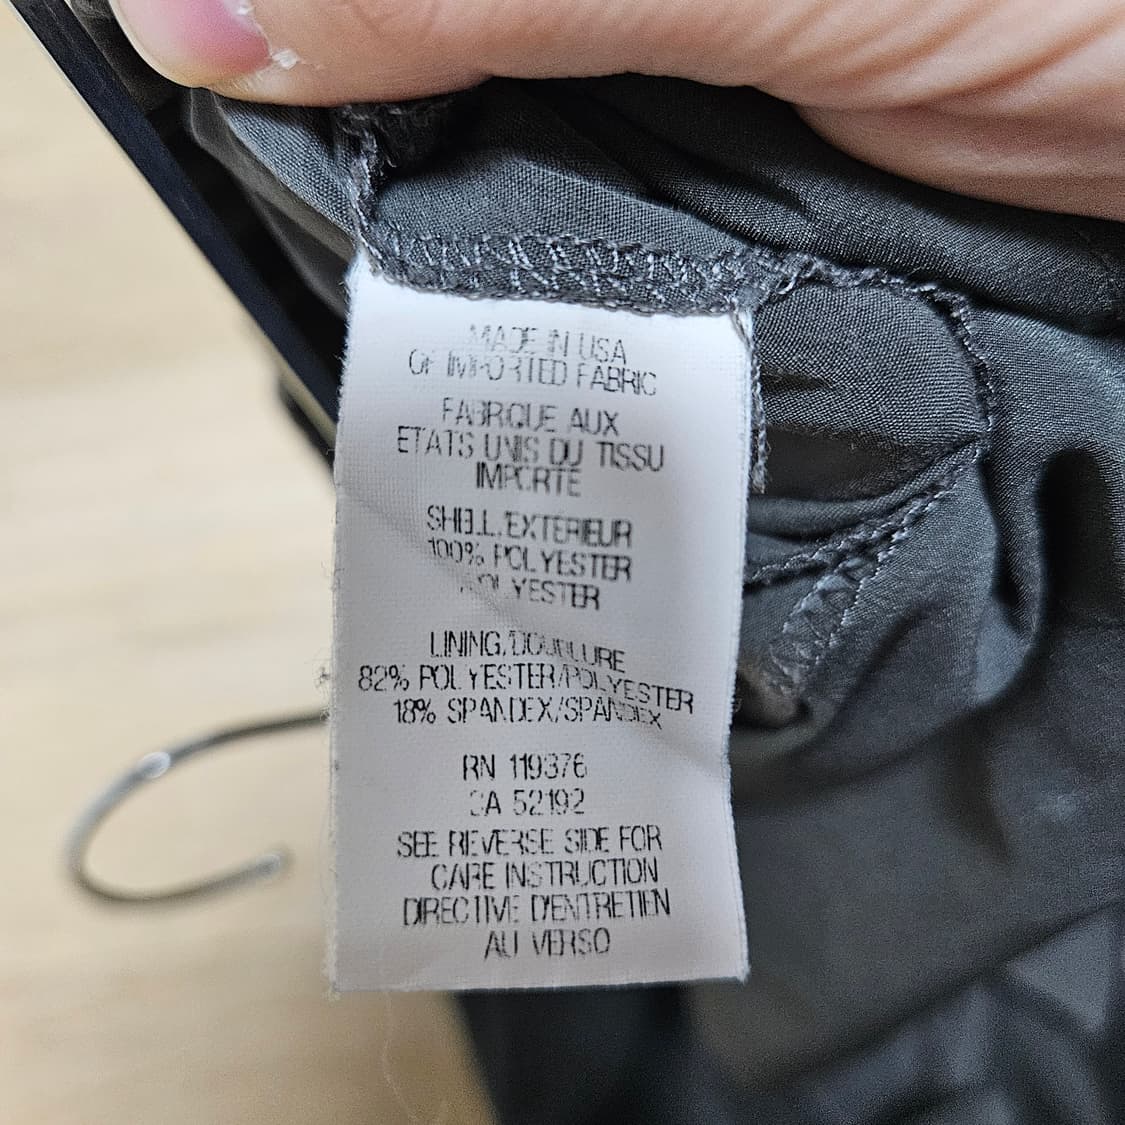 MADE IN USA
OF IMPORTED FABRIC
FABRIQUE AUX
ETATS UNIS DU TISSU
IMPORTE
SHELL/EXTERIEUR
100% POLYESTER
POLYESTER
LINING/DOUBLURE
82% POLYESTER/POLYESTER
18% SPANDEX/SPANDEX
RN 119376
CA 52192
SEE REVERSE SIDE FOR
CARE INSTRUCTION
DIRECTIVE D'ENTRETIEN
AU VERSO